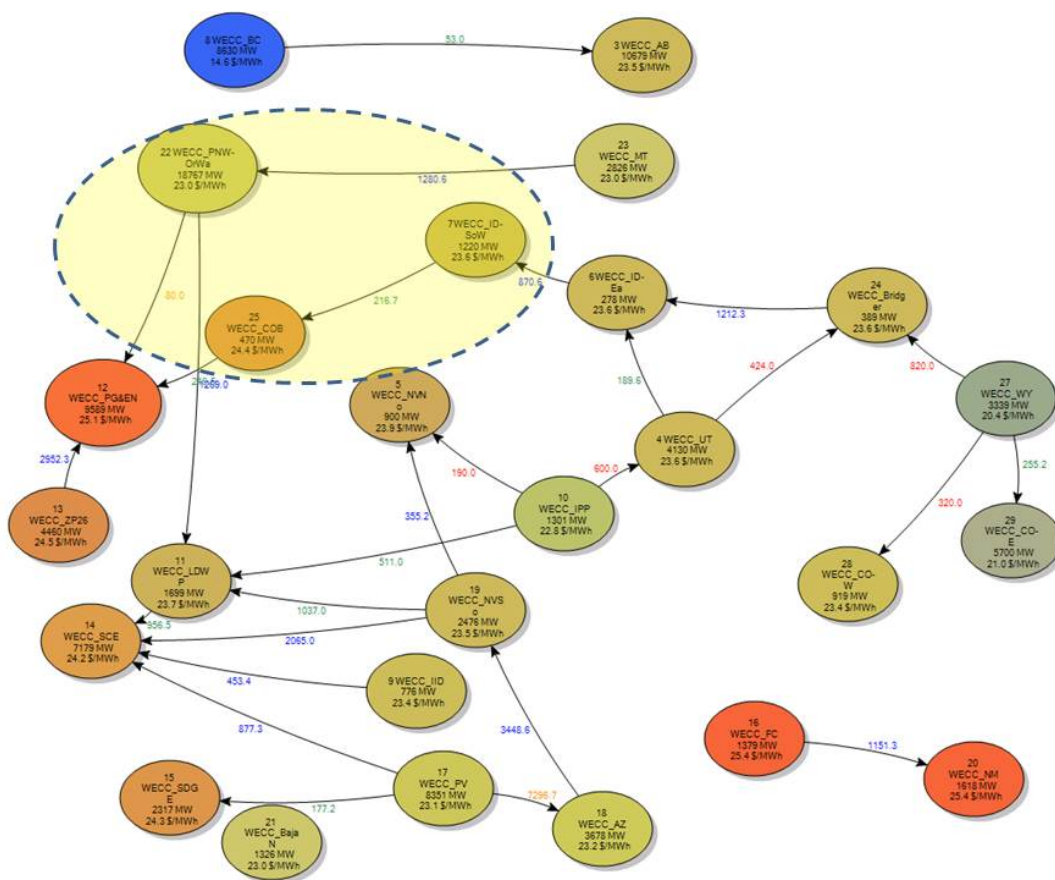 8 WECC_BC
8630 MW
14.6 $/MWh
53.0
3 WECC_AB
10679 MW
23.5 $/MWh
22 WECC_PNW-
OrWa
18767 MW
23.0 $/MWh
1280.6
23
WECC_MT
2826 MW
23.0 $/MWh
7 WECC_ID-
SoW
1220 MW
23.6 $/MWh
870.6
6 WECC_ID-
Ea
278 MW
23.6 $/MWh
1212.3
24
WECC_Bridg
er
389 MW
23.6 $/MWh
80.0
216.7
25
WECC_COB
470 MW
24.4 $/MWh
1269.0
189.6
424.0
820.0
12
WECC_PG&EN
9589 MW
25.1 $/MWh
5
WECC_NVN
o
900 MW
23.9 $/MWh
27
WECC_WY
3339 MW
20.4 $/MWh
4 WECC_UT
4130 MW
23.6 $/MWh
2952.3
190.0
600.0
255.2
13
WECC_ZP26
4460 MW
24.5 $/MWh
355.2
10
WECC_IPP
1301 MW
22.8 $/MWh
320.0
29
WECC_CO-
E
5700 MW
21.0 $/MWh
11
WECC_LDW
P
1699 MW
23.7 $/MWh
511.0
28
WECC_CO-
W
919 MW
23.4 $/MWh
1037.0
19
WECC_NVS
o
2476 MW
23.5 $/MWh
956.5
14
WECC_SCE
7179 MW
24.2 $/MWh
2065.0
453.4
9 WECC_IID
776 MW
23.4 $/MWh
877.3
3448.6
16
WECC_FC
1379 MW
25.4 $/MWh
1151.3
20
WECC_NM
1618 MW
25.4 $/MWh
15
WECC_SDG
E
2317 MW
24.3 $/MWh
177.2
17
WECC_PV
8351 MW
23.1 $/MWh
7296.7
18
WECC_AZ
3678 MW
23.2 $/MWh
21
WECC_Baja
N
1326 MW
23.0 $/MWh